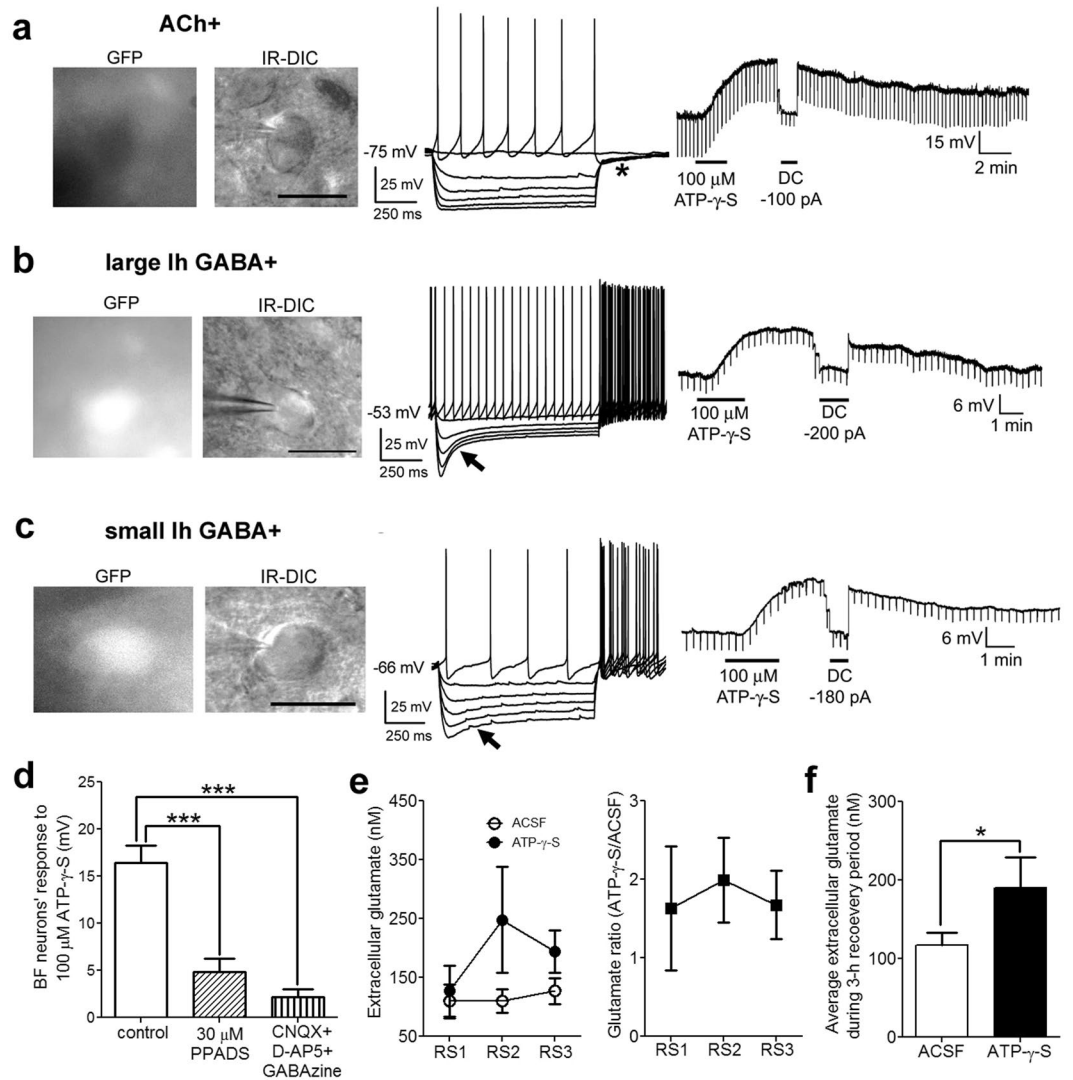 a
ACh+
GFP
IR-DIC
-75 mV
25 mV
250 ms
*
100 μM
ATP-γ-S
DC
-100 pA
15 mV
2 min
b
large Ih GABA+
GFP
IR-DIC
-53 mV
25 mV
250 ms
100 μM
ATP-γ-S
DC
-200 pA
6 mV
1 min
c
small Ih GABA+
GFP
IR-DIC
-66 mV
25 mV
250 ms
100 μM
ATP-γ-S
DC
-180 pA
6 mV
1 min
d
BF neurons' response to
100 μM ATP-γ-S (mV)
25
20
15
10
5
0
***
***
control
30 μM
PPADS
CNQX+
D-AP5+
GABAzine
e
Extracellular glutamate (nM)
450
350
250
150
50
ACSF
ATP-γ-S
RS1
RS2
RS3
Glutamate ratio (ATP-γ-S/ACSF)
3
2
1
0
RS1
RS2
RS3
f
Average extracellular glutamate
during 3-h recoevery period (nM)
300
200
100
0
*
ACSF
ATP-γ-S